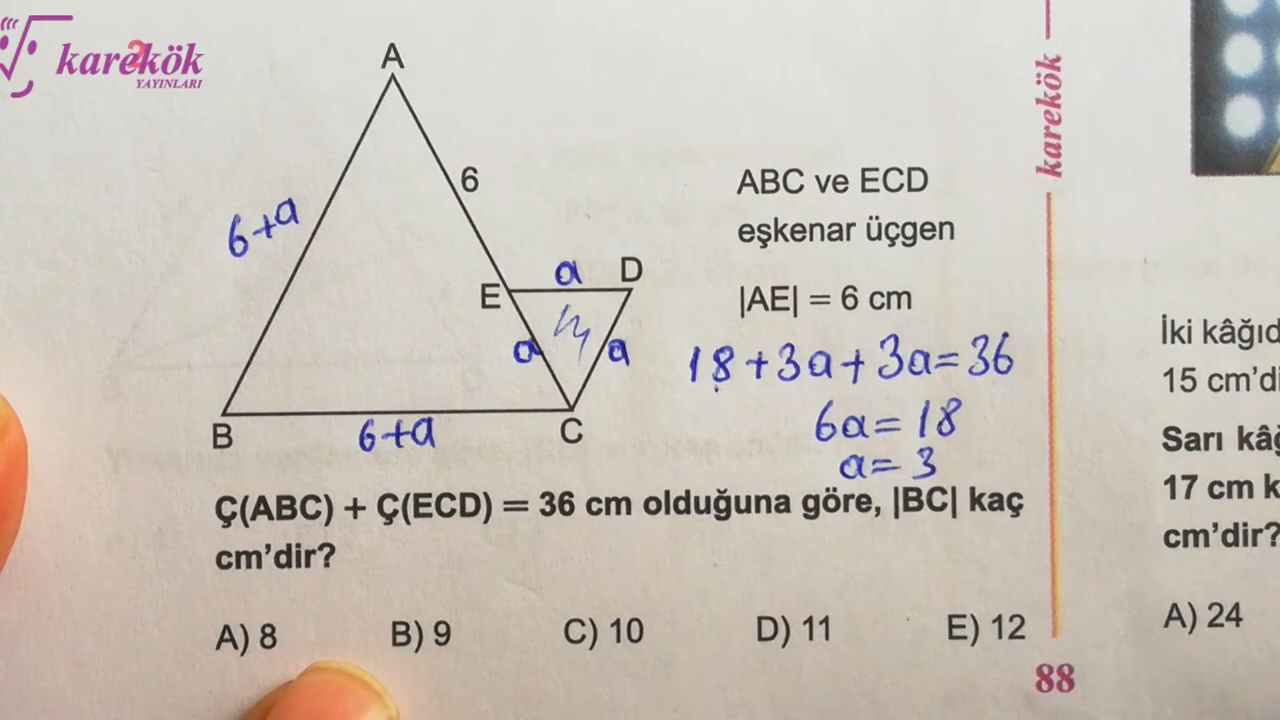 karekök
2
YAYINLARI
A
6
6+a
a
D
E
a
a
B
6+a
C
ABC ve ECD
eşkenar üçgen
|AE| = 6 cm
18+3a+3a=36
6a=18
a=3
Ç(ABC) + Ç(ECD) = 36 cm olduğuna göre, |BC| kaç
cm'dir?
A) 8 B) 9 C) 10 D) 11 E) 12
karekök
88
İki kâğıd
15 cm'di
Sarı kâğ
17 cm k
cm'dir?
A) 24